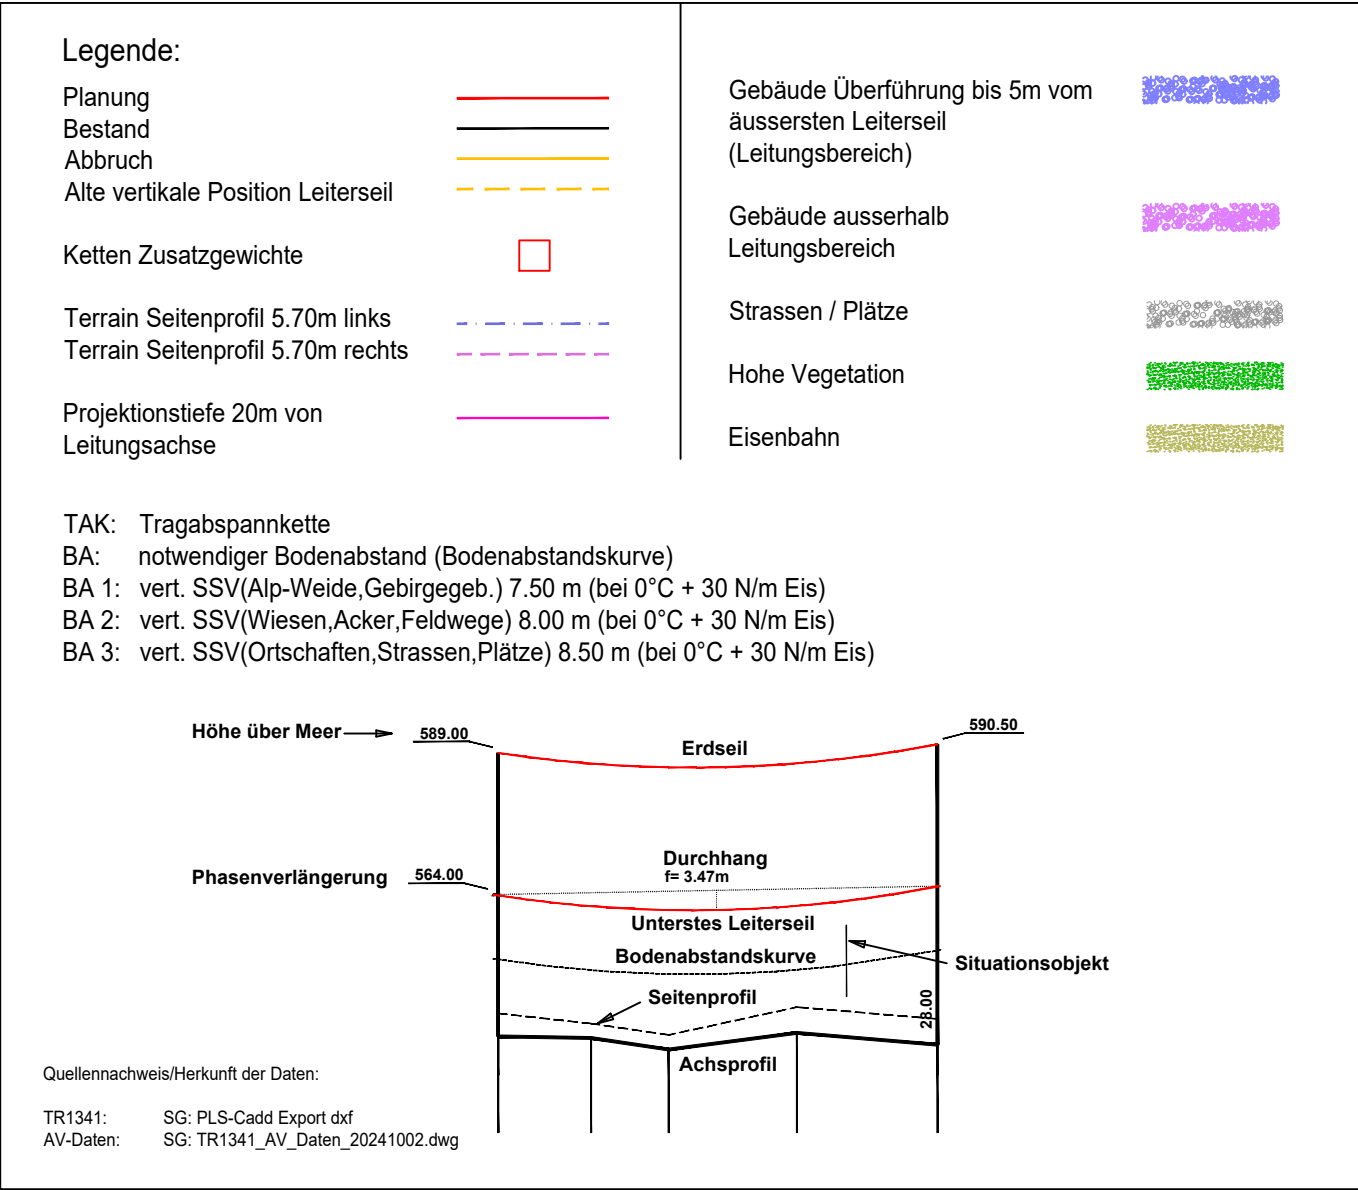 Legende:
Planung
Bestand
Abbruch
Alte vertikale Position Leiterseil
Ketten Zusatzgewichte
Terrain Seitenprofil 5.70m links
Terrain Seitenprofil 5.70m rechts
Projektionstiefe 20m von
Leitungsachse
Gebäude Überführung bis 5m vom
äussersten Leiterseil
(Leitungsbereich)
Gebäude ausserhalb
Leitungsbereich
Strassen / Plätze
Hohe Vegetation
Eisenbahn
TAK: Tragabspannkette
BA: notwendiger Bodenabstand (Bodenabstandskurve)
BA 1: vert. SSV(Alp-Weide,Gebirgegeb.) 7.50 m (bei 0°C + 30 N/m Eis)
BA 2: vert. SSV(Wiesen,Acker,Feldwege) 8.00 m (bei 0°C + 30 N/m Eis)
BA 3: vert. SSV(Ortschaften,Strassen,Plätze) 8.50 m (bei 0°C + 30 N/m Eis)
Höhe über Meer 589.00 Erdseil 590.50
Durchhang
f= 3.47m
Phasenverlängerung 564.00
Unterstes Leiterseil
Bodenabstandskurve
Situationsobjekt
Seitenprofil
28.00
Achsprofil
Quellennachweis/Herkunft der Daten:
TR1341: SG: PLS-Cadd Export dxf
AV-Daten: SG: TR1341_AV_Daten_20241002.dwg